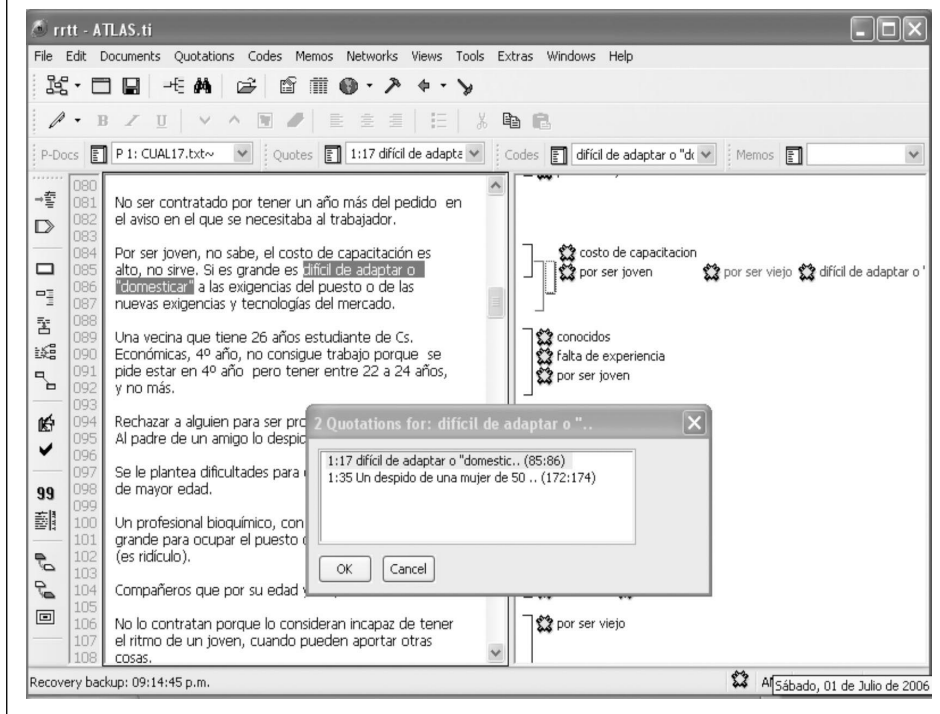 rrtt - ATLAS.ti
File Edit Documents Quotations Codes Memos Networks Views Tools Extras Windows Help
B I U
P-Docs P 1: CUAL17.txt~ Quotes 1:17 difícil de adapta Codes difícil de adaptar o "d Memos
080
081 No ser contratado por tener un año más del pedido en
082 el aviso en el que se necesitaba al trabajador.
083
084 Por ser joven, no sabe, el costo de capacitación es
085 alto, no sirve. Si es grande es difícil de adaptar o
086 "domesticar" a las exigencias del puesto o de las
087 nuevas exigencias y tecnologías del mercado.
088
089 Una vecina que tiene 26 años estudiante de Cs.
090 Económicas, 4º año, no consigue trabajo porque se
091 pide estar en 4º año pero tener entre 22 a 24 años,
092 y no más.
093
094 Rechazar a alguien para ser
095 Al padre de un amigo lo
096
097 Se le plantea dificultades para
098 de mayor edad.
099
100 Un profesional bioquímico, con
101 grande para ocupar el puesto
102 (es ridículo).
103
104 Compañeros que por su edad
105
106 No lo contratan porque lo consideran incapaz de tener
107 el ritmo de un joven, cuando pueden aportar otras
108 cosas.
costo de capacitacion
por ser joven por ser viejo difícil de adaptar o '
conocidos
falta de experiencia
por ser joven
por ser viejo
2 Quotations for: difícil de adaptar o "..
1:17 difícil de adaptar o "domestic.. (85:86)
1:35 Un despido de una mujer de 50 .. (172:174)
OK Cancel
99
Recovery backup: 09:14:45 p.m.
Sábado, 01 de Julio de 2006